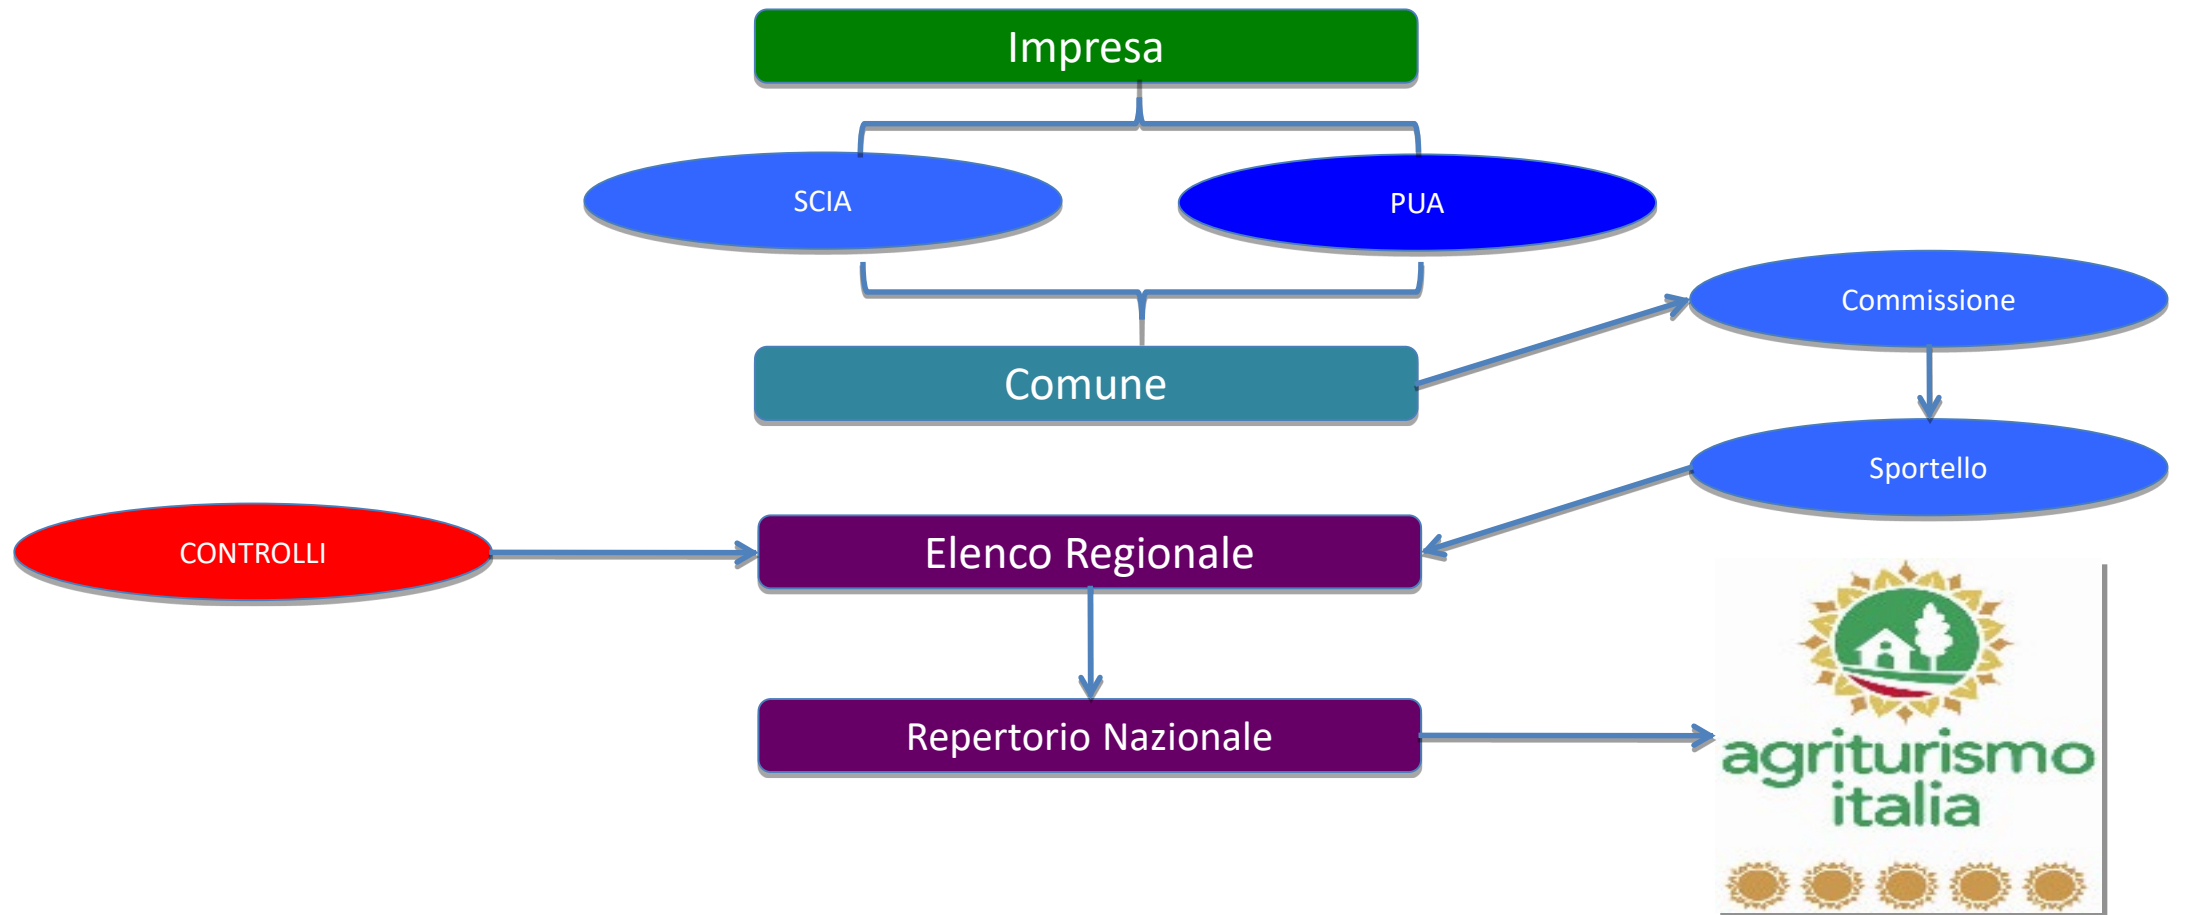 Impresa
SCIA
PUA
Commissione
Comune
Sportello
CONTROLLI
Elenco Regionale
Repertorio Nazionale
agriturismo
italia